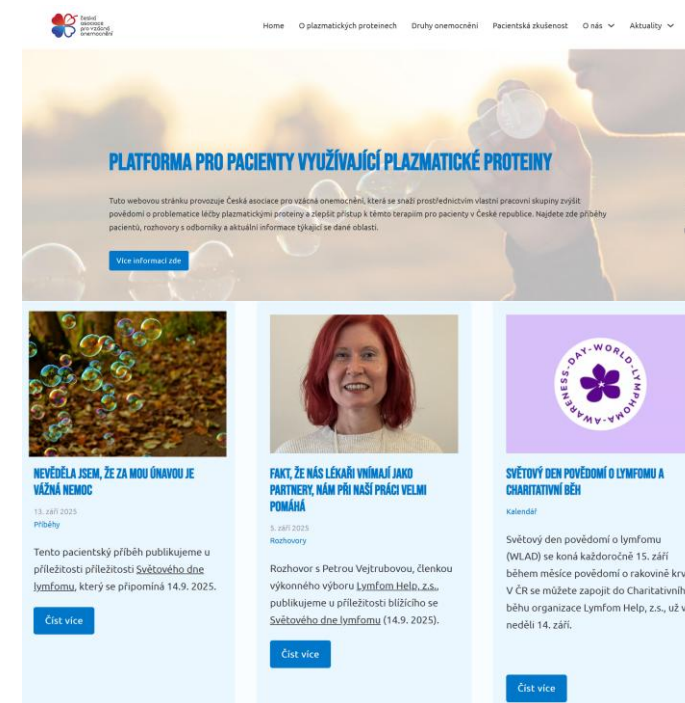 česká
asociace
pro vzácná
onemocnění
Home O plazmatických proteinech Druhy onemocnění Pacientská zkušenost O nás Aktuality
PLATFORMA PRO PACIENTY VYUŽÍVAJÍCÍ PLAZMATICKÉ PROTEINY
Tuto webovou stránku provozuje Česká asociace pro vzácná onemocnění, která se snaží prostřednictvím vlastní pracovní skupiny zvýšit
povědomí o problematice léčby plazmatickými proteiny a zlepšit přístup k těmto terapiím pro pacienty v České republice. Najdete zde příběhy
pacientů, rozhovory s odborníky a aktuální informace týkající se dané oblasti.
Více informací zde
NEVĚDĚLA JSEM, ŽE ZA MOU ÚNAVOU JE
VÁŽNÁ NEMOC
13. září 2025
Příběhy
Tento pacientský příběh publikujeme u
příležitosti příležitosti Světového dne
lymfomu, který se připomíná 14.9. 2025.
Číst více
FAKT, ŽE NÁS LÉKAŘI VNÍMAJÍ JAKO
PARTNERY, NÁM PŘI NAŠÍ PRÁCI VELMI
POMÁHÁ
5. září 2025
Rozhovory
Rozhovor s Petrou Vejtrubovou, členkou
výkonného výboru Lymfom Help, z.s.,
publikujeme u příležitosti blížícího se
Světového dne lymfomu (14.9. 2025).
Číst více
WORLD LYMPHOMA AWARENESS DAY
SVĚTOVÝ DEN POVĚDOMÍ O LYMFOMU A
CHARITATIVNÍ BĚH
Kalendář
Světový den povědomí o lymfomu
(WLAD) se koná každoročně 15. září
během měsíce povědomí o rakovině krv
V ČR se můžete zapojit do Charitativníh
běhu organizace Lymfom Help, z.s., už v
neděli 14. září.
Číst více